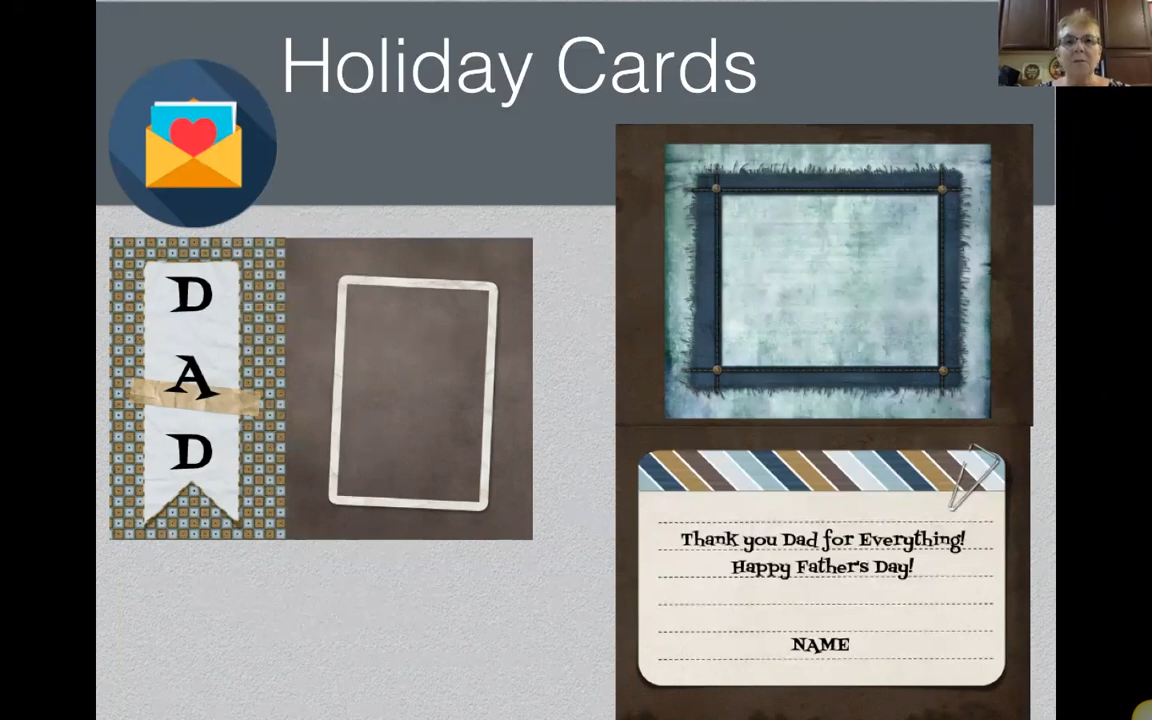 Holiday Cards
D
A
D
Thank you Dad for Everything!
Happy Father's Day!
NAME